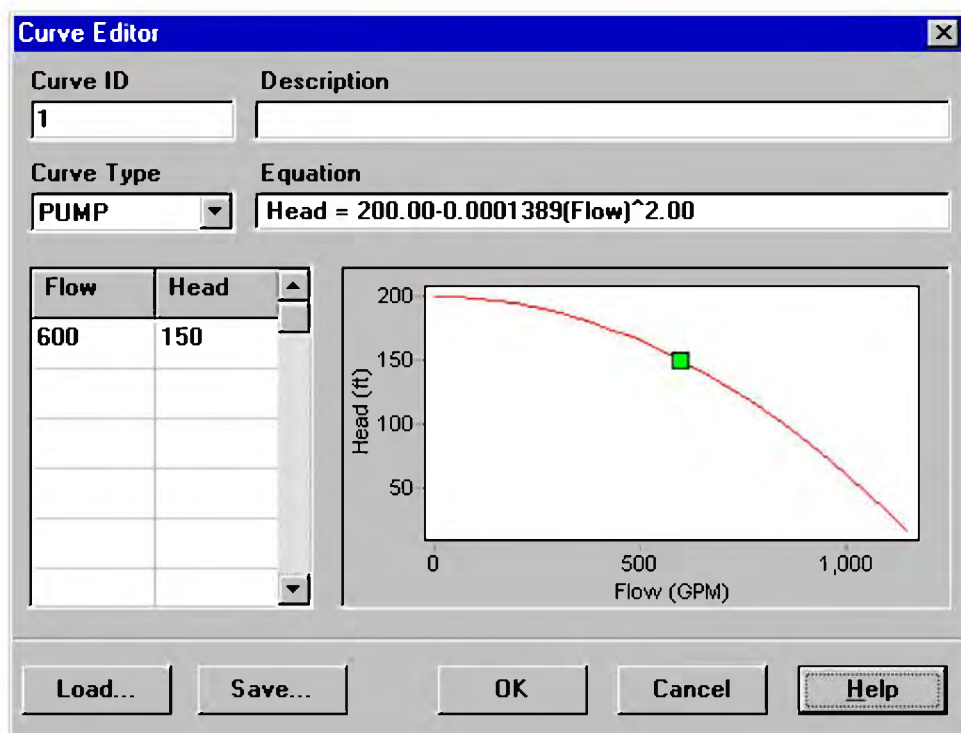 Curve Editor
Curve ID
Description
1
Curve Type
Equation
PUMP
Head = 200.00-0.0001389(Flow)^2.00
Flow Head
600 150
200
150
100
50
Head (ft)
0 500 1,000
Flow (GPM)
Load... Save... OK Cancel Help